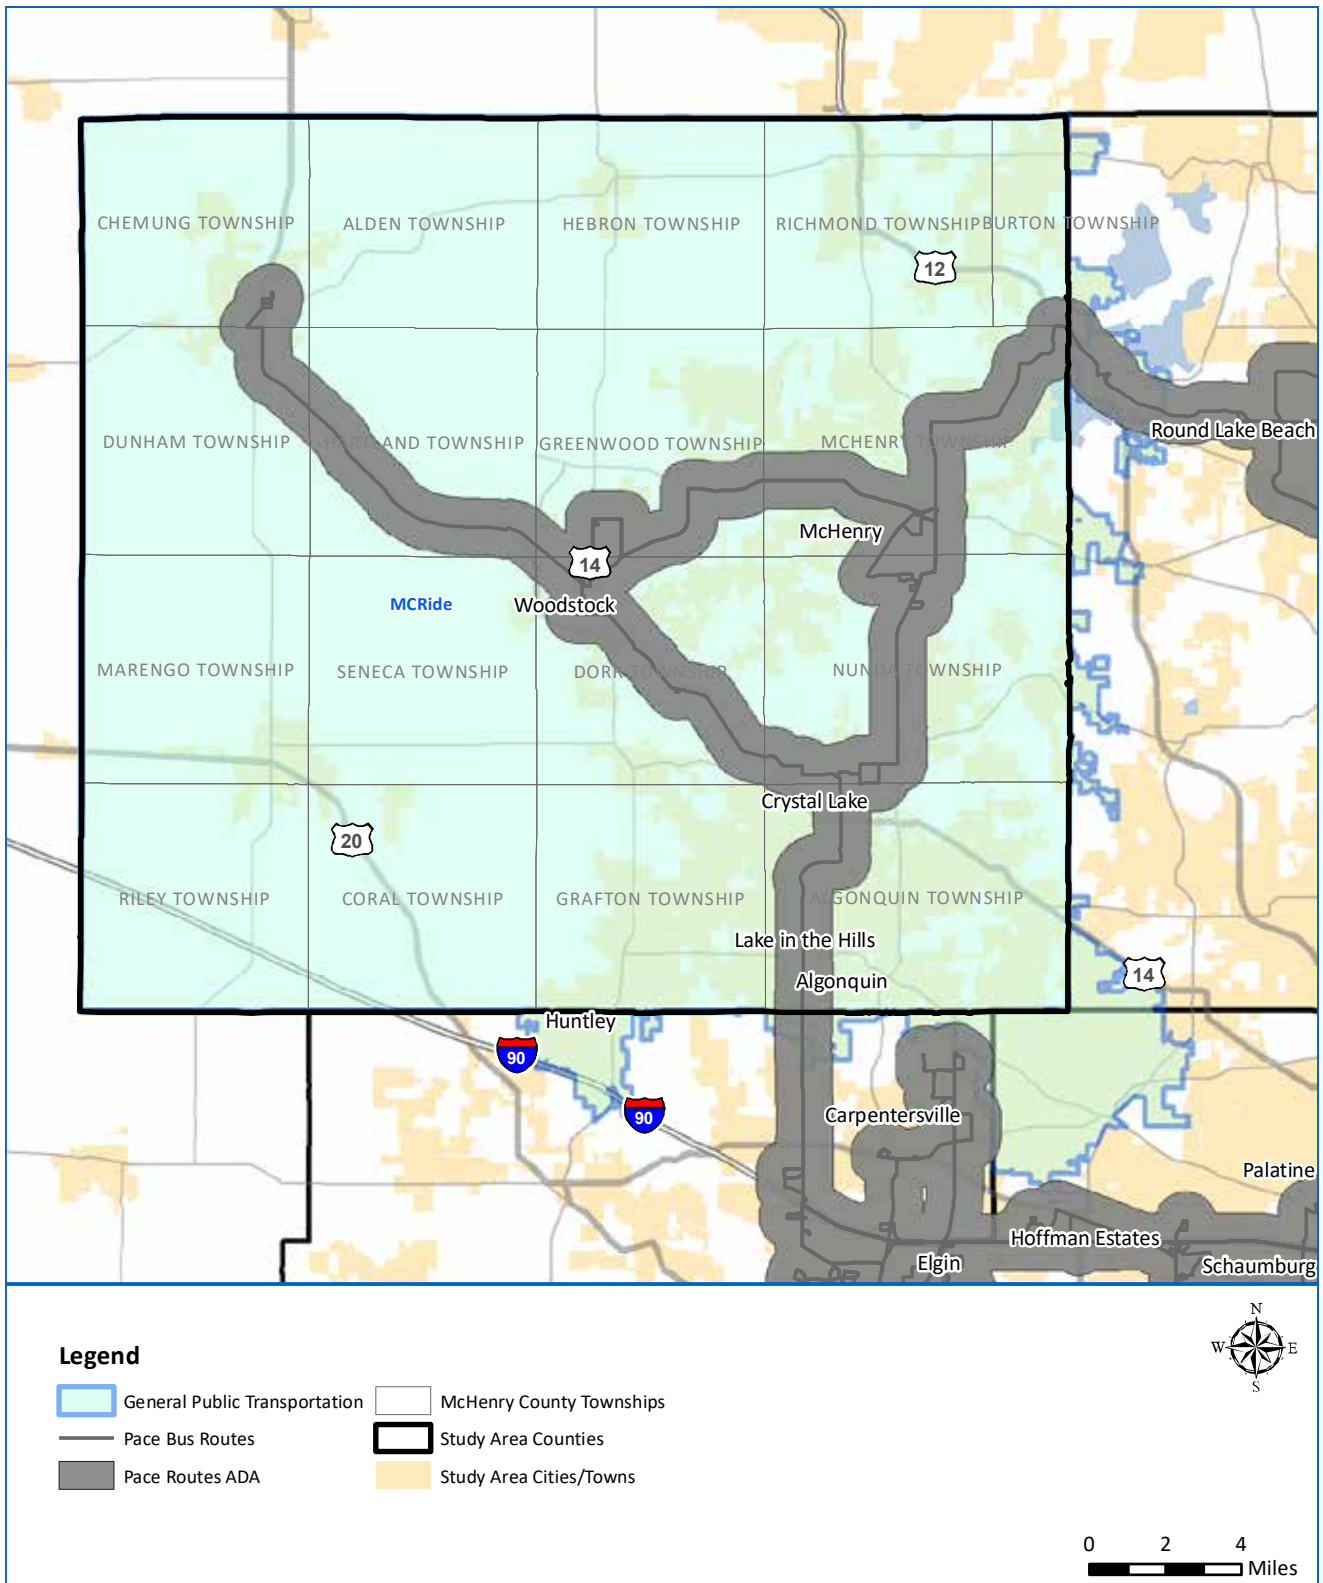 CHEMUNG TOWNSHIP
ALDEN TOWNSHIP
HEBRON TOWNSHIP
RICHMOND TOWNSHIP
BURTON TOWNSHIP
12
DUNHAM TOWNSHIP
HARTLAND TOWNSHIP
GREENWOOD TOWNSHIP
MCHENRY TOWNSHIP
Round Lake Beach
McHenry
14
MCRide
Woodstock
MARENGO TOWNSHIP
SENECA TOWNSHIP
DORR TOWNSHIP
NUNDA TOWNSHIP
Crystal Lake
20
RILEY TOWNSHIP
CORAL TOWNSHIP
GRAFTON TOWNSHIP
ALGONQUIN TOWNSHIP
Lake in the Hills
Algonquin
14
Huntley
90
90
Carpentersville
Palatine
Hoffman Estates
Elgin
Schaumburg
Legend
General Public Transportation
McHenry County Townships
Pace Bus Routes
Study Area Counties
Pace Routes ADA
Study Area Cities/Towns
N
W E
S
0 2 4
Miles